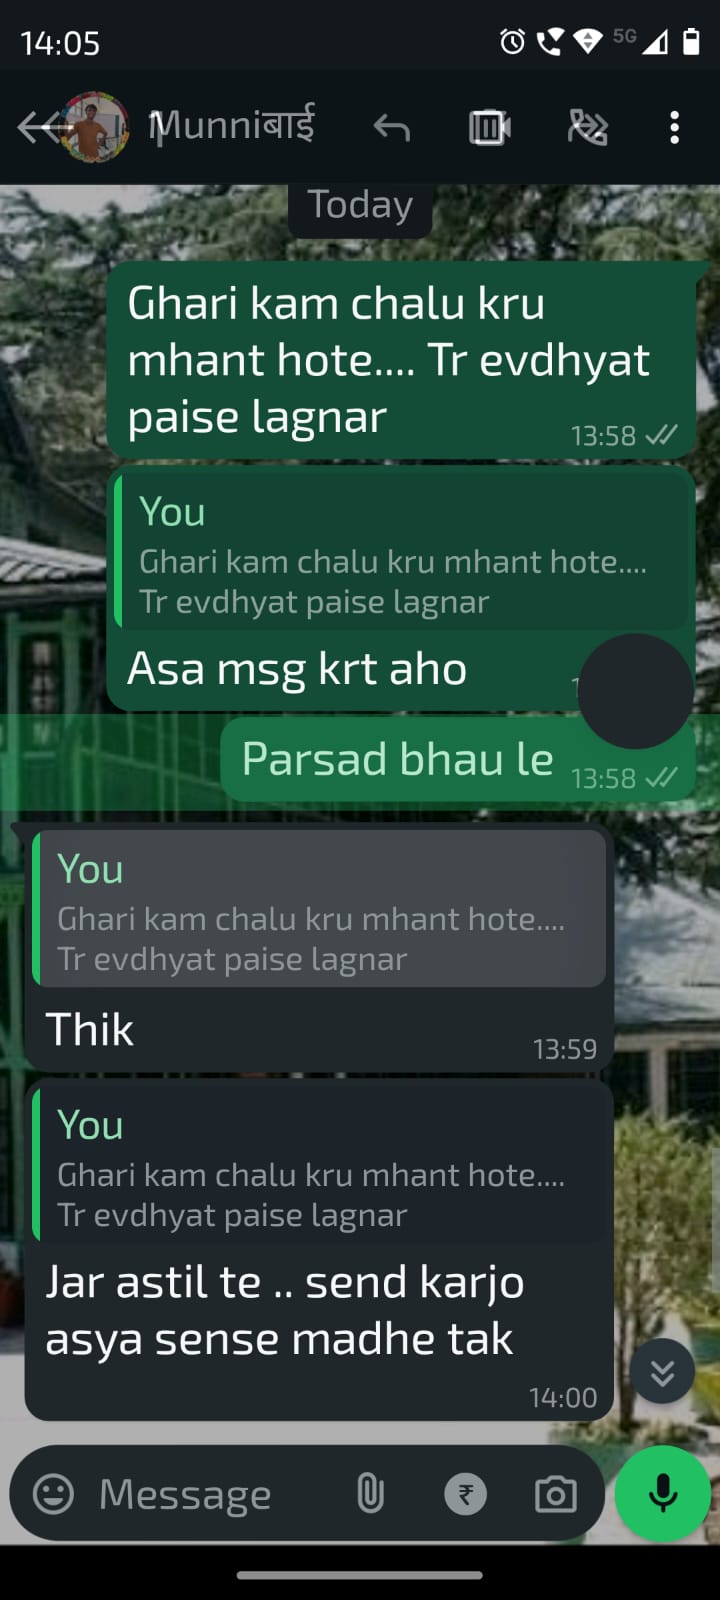 14:05
5G
Munniबाई
Today
Ghari kam chalu kru
mhant hote.... Tr evdhyat
paise lagnar
13:58
You
Ghari kam chalu kru mhant hote....
Tr evdhyat paise lagnar
Asa msg krt aho
Parsad bhau le
13:58
You
Ghari kam chalu kru mhant hote....
Tr evdhyat paise lagnar
Thik
13:59
You
Ghari kam chalu kru mhant hote....
Tr evdhyat paise lagnar
Jar astil te .. send karjo
asya sense madhe tak
14:00
Message
₹